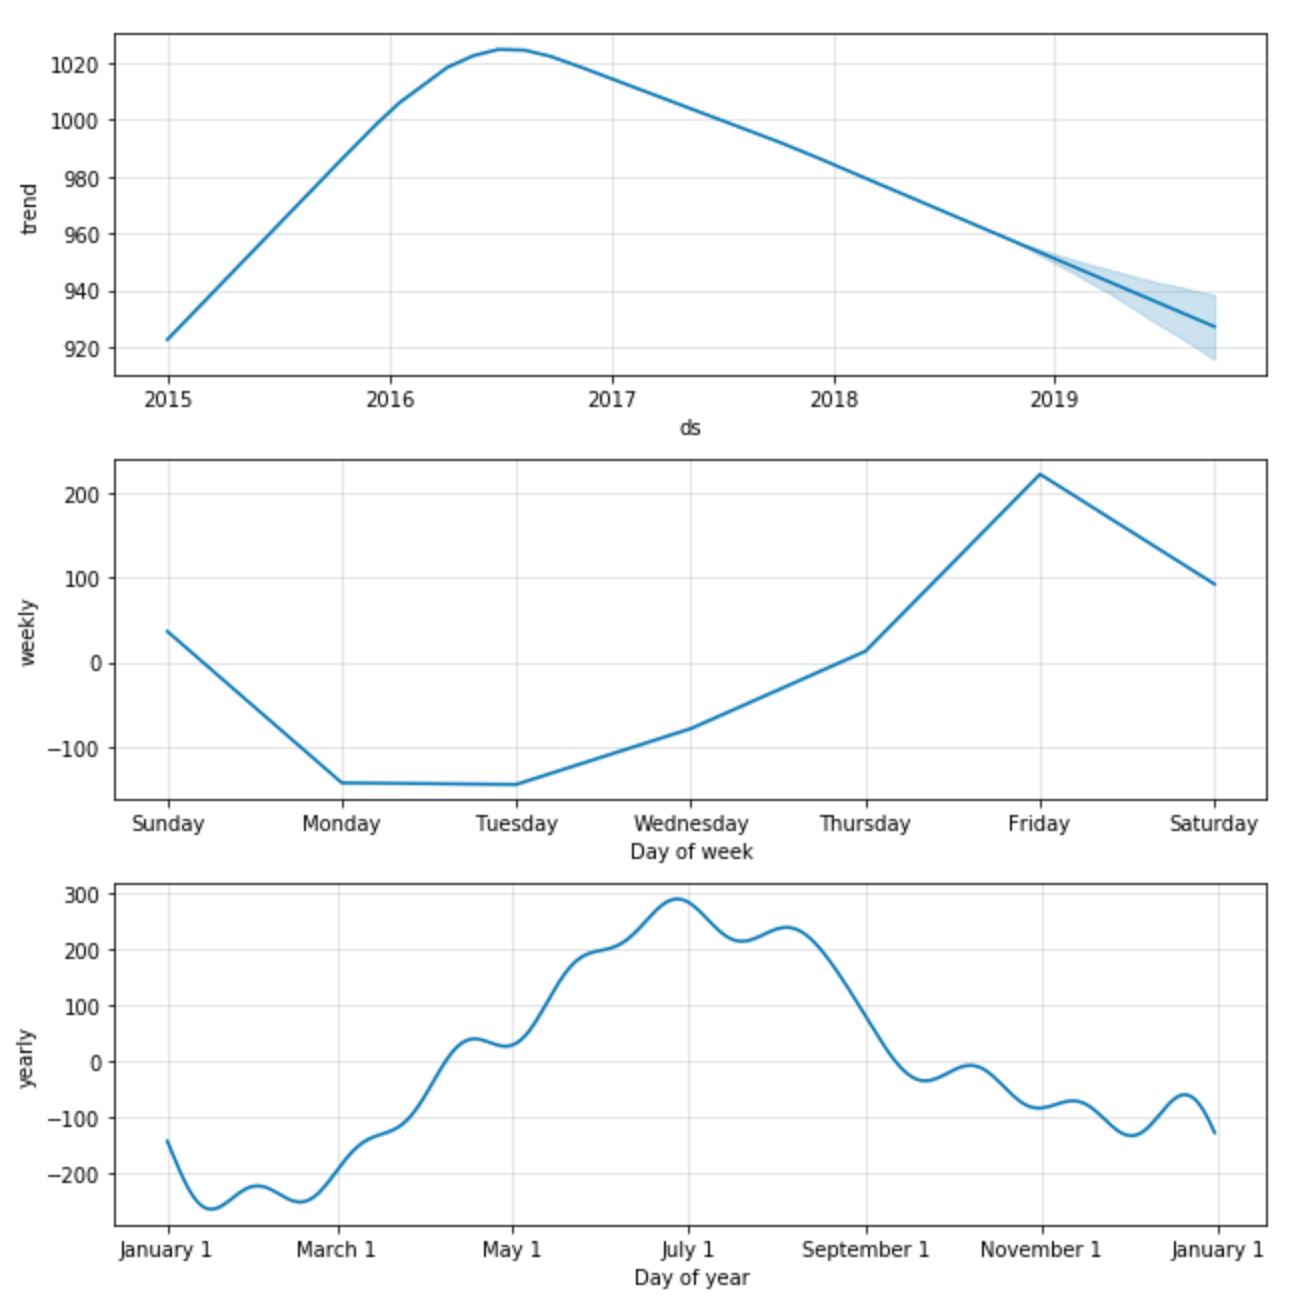 1020
1000
980
960
940
920
trend
2015 2016 2017 2018 2019
ds
200
100
0
−100
weekly
Sunday Monday Tuesday Wednesday Thursday Friday Saturday
Day of week
300
200
100
0
−100
−200
yearly
January 1 March 1 May 1 July 1 September 1 November 1 January 1
Day of year